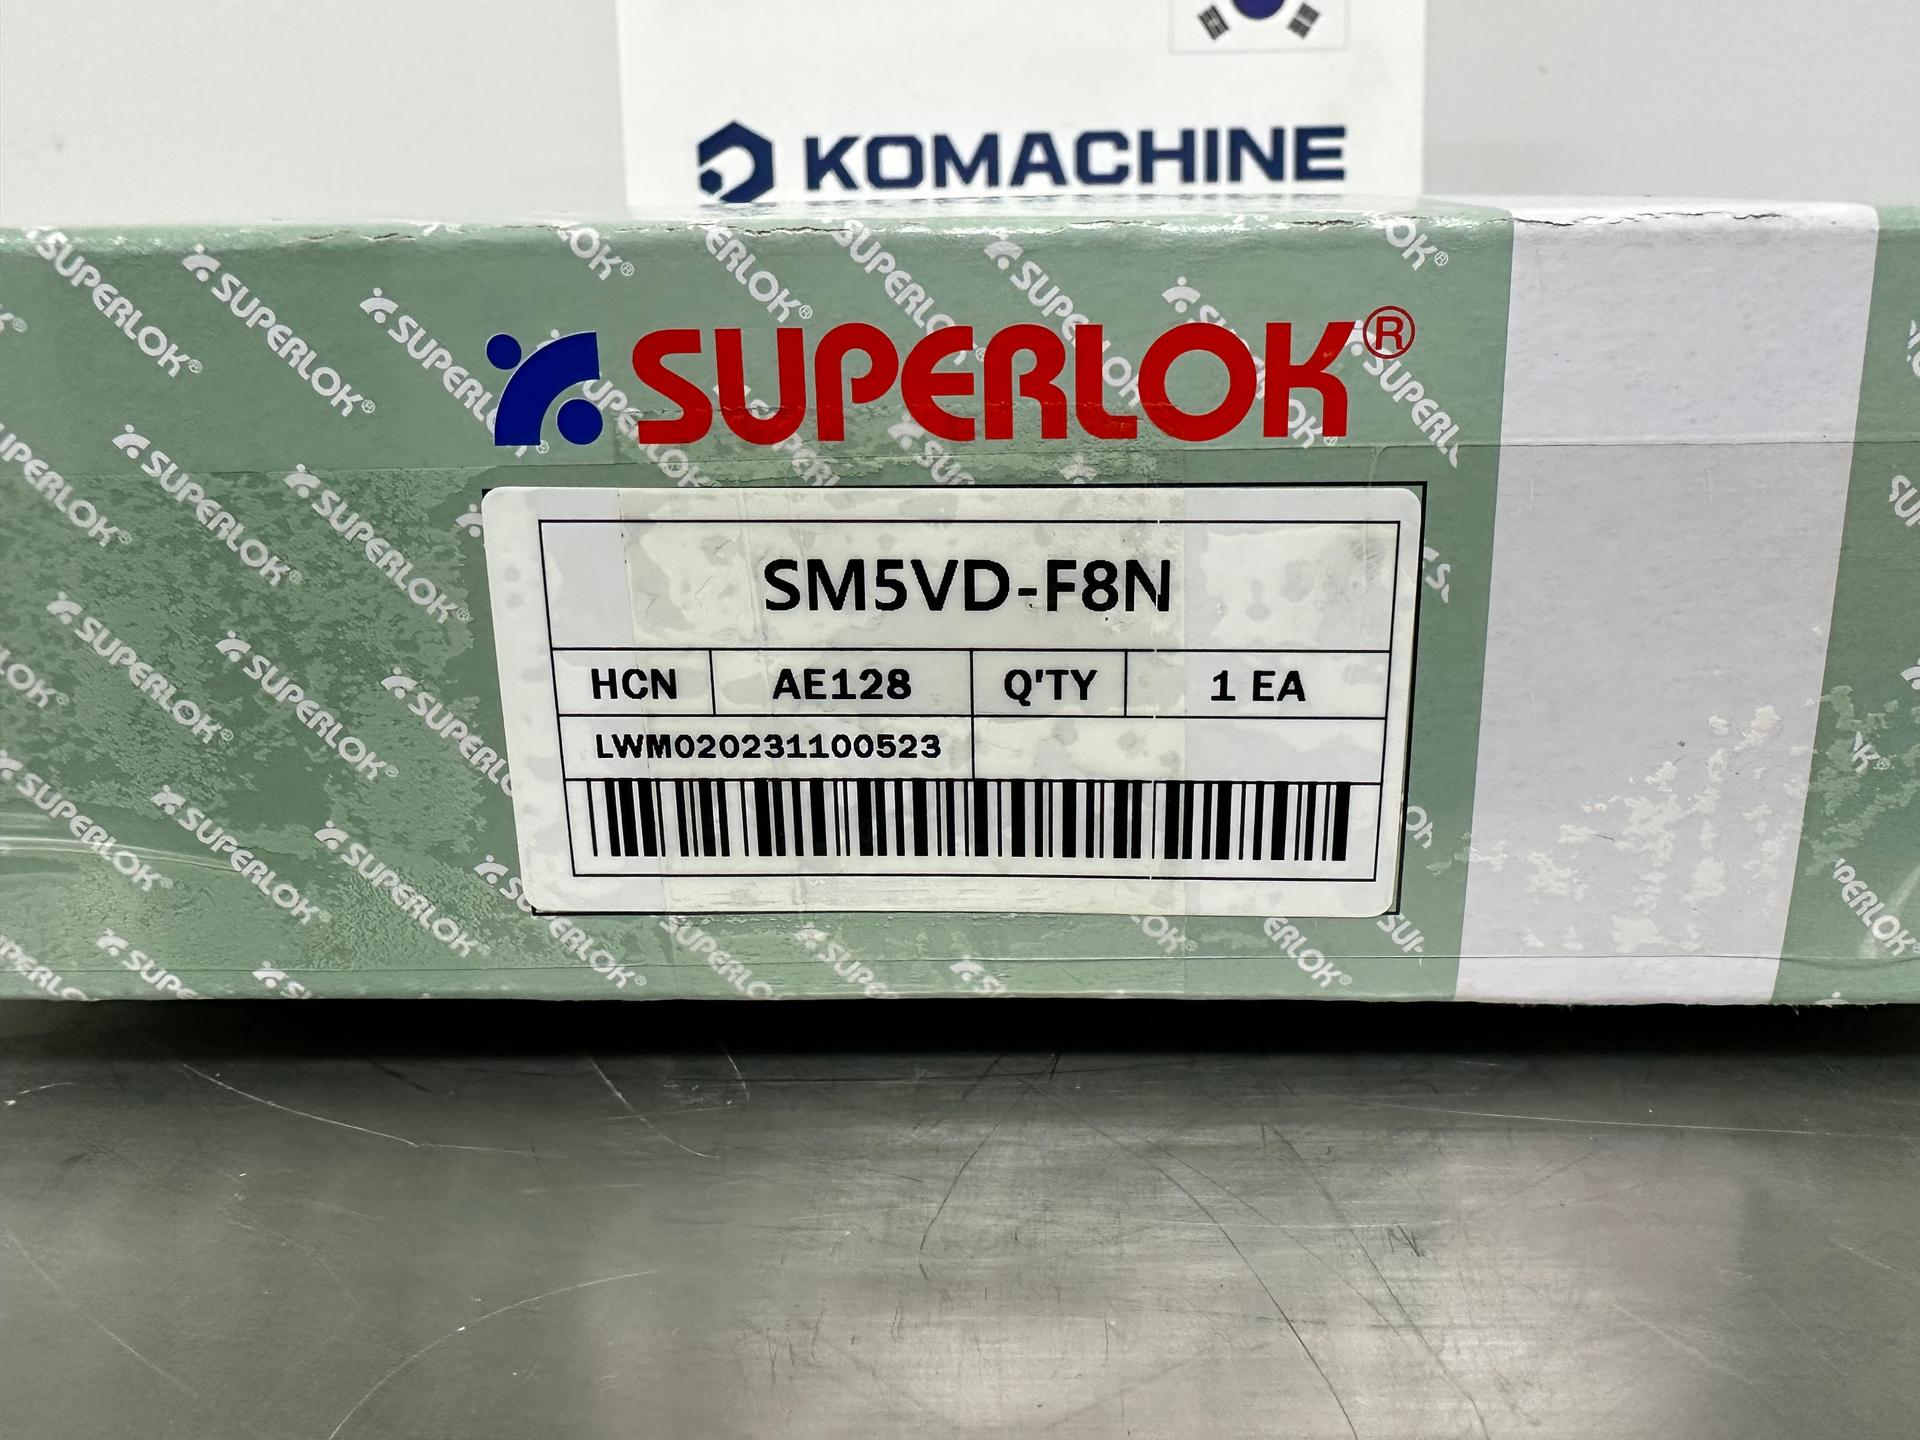 KOMACHINE
SUPERLOK®
SM5VD-F8N
HCN AE128 Q'TY 1 EA
LWM020231100523